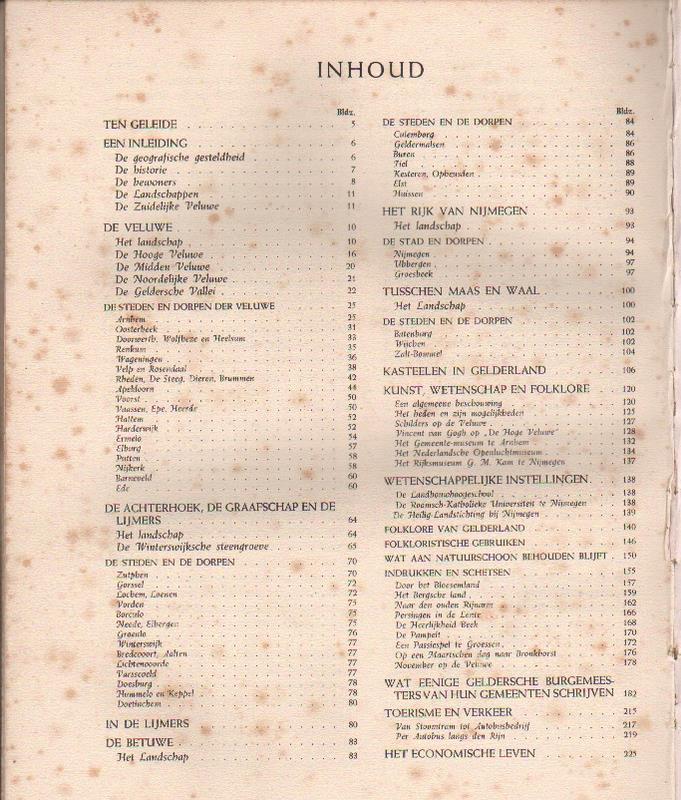 INHOUD
Bldz.
TEN GELEIDE 5
EEN INLEIDING 6
De geografische gesteldheid 6
De historie 7
De bewoners 8
De Landschappen 11
De Zuidelijke Veluwe 11
DE VELUWE 10
Het landschap 10
De Hooge Veluwe 16
De Midden Veluwe 20
De Noordelijke Veluwe 21
De Geldersche Vallei 22
DE STEDEN EN DORPEN DER VELUWE 25
Arnhem 25
Oosterbeek 31
Doorwerth, Wolfheze en Heelsum 33
Renkum 35
Wageningen 36
Velp en Rosendaal 38
Rheden, De Steeg, Dieren, Brummen 42
Apeldoorn 44
Voorst 50
Vaassen, Epe, Heerde 50
Hattem 52
Harderwijk 52
Ermelo 54
Elburg 57
Putten 58
Nijkerk 58
Barneveld 60
Ede 60
DE ACHTERHOEK, DE GRAAFSCHAP EN DE
LIJMERS 64
Het landschap 64
De Winterswijksche steengroeve 65
DE STEDEN EN DE DORPEN 70
Zutphen 70
Gorssel 72
Lochem, Loenen 72
Vorden 75
Borculo 75
Neede, Eibergen 75
Groenlo 76
Winterswijk 77
Bredevoort, Aalten 77
Lichtenvoorde 77
Varsseveld 77
Doesburg 78
Hummelo en Keppel 78
Doetinchem 80
IN DE LIJMERS 80
DE BETUWE 83
Het Landschap 83
Bldz.
DE STEDEN EN DE DORPEN 84
Culemborg 84
Geldermalsen 86
Buren 86
Tiel 88
Kesteren, Opheusden 89
Elst 89
Huissen 90
HET RIJK VAN NIJMEGEN 93
Het landschap 93
DE STAD EN DORPEN 94
Nijmegen 94
Ubbergen 97
Groesbeek 97
TUSSCHEN MAAS EN WAAL 100
Het Landschap 100
DE STEDEN EN DE DORPEN 102
Batenburg 102
Wijchen 102
Zalt-Bommel 104
KASTEELEN IN GELDERLAND 106
KUNST, WETENSCHAP EN FOLKLORE 120
Een algemeene beschouwing 120
Het heden en zijn mogelijkheden 125
Schilders op de Veluwe 127
Vincent van Gogh op „De Hoge Veluwe" 128
Het Gemeente-museum te Arnhem 132
Het Nederlandsche Openluchtmuseum 134
Het Rijksmuseum G. M. Kam te Nijmegen 137
WETENSCHAPPELIJKE INSTELLINGEN 138
De Landbouwhoogeschool 138
De Roomsch-Katholieke Universiteit te Nijmegen 138
De Heilig-Landstichting bij Nijmegen 139
FOLKLORE VAN GELDERLAND 140
FOLKLORISTISCHE GEBRUIKEN 146
WAT AAN NATUURSCHOON BEHOUDEN BLIJFT 150
INDRUKKEN EN SCHETSEN 155
Door het Bloesemland 157
Het Bergsche land 159
Naar den ouden Rijnarm 162
Persingen in de Lente 166
De Heerlijkheid Beek 168
De Pampelt 170
Een Passiespel te Groessen 172
Op een Maartschen dag naar Bronkhorst 176
November op de Veluwe 178
WAT EENIGE GELDERSCHE BURGEMEES-
TERS VAN HUN GEMEENTEN SCHRIJVEN 182
TOERISME EN VERKEER 215
Van Stoomtram tot Autobusbedrijf 217
Per Autobus langs den Rijn 219
HET ECONOMISCHE LEVEN 225